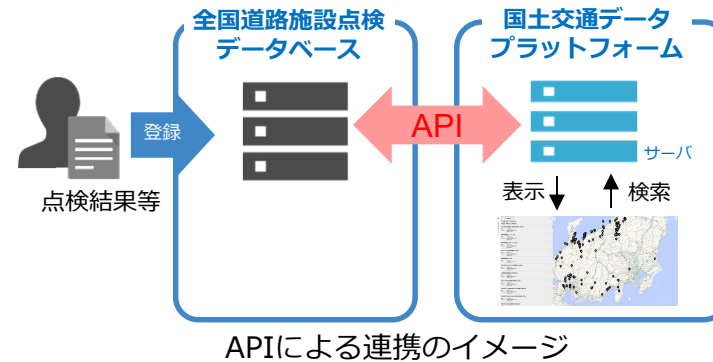 全国道路施設点検
データベース
国土交通データ
プラットフォーム
登録
API
サーバ
点検結果等
表示
検索
APIによる連携のイメージ